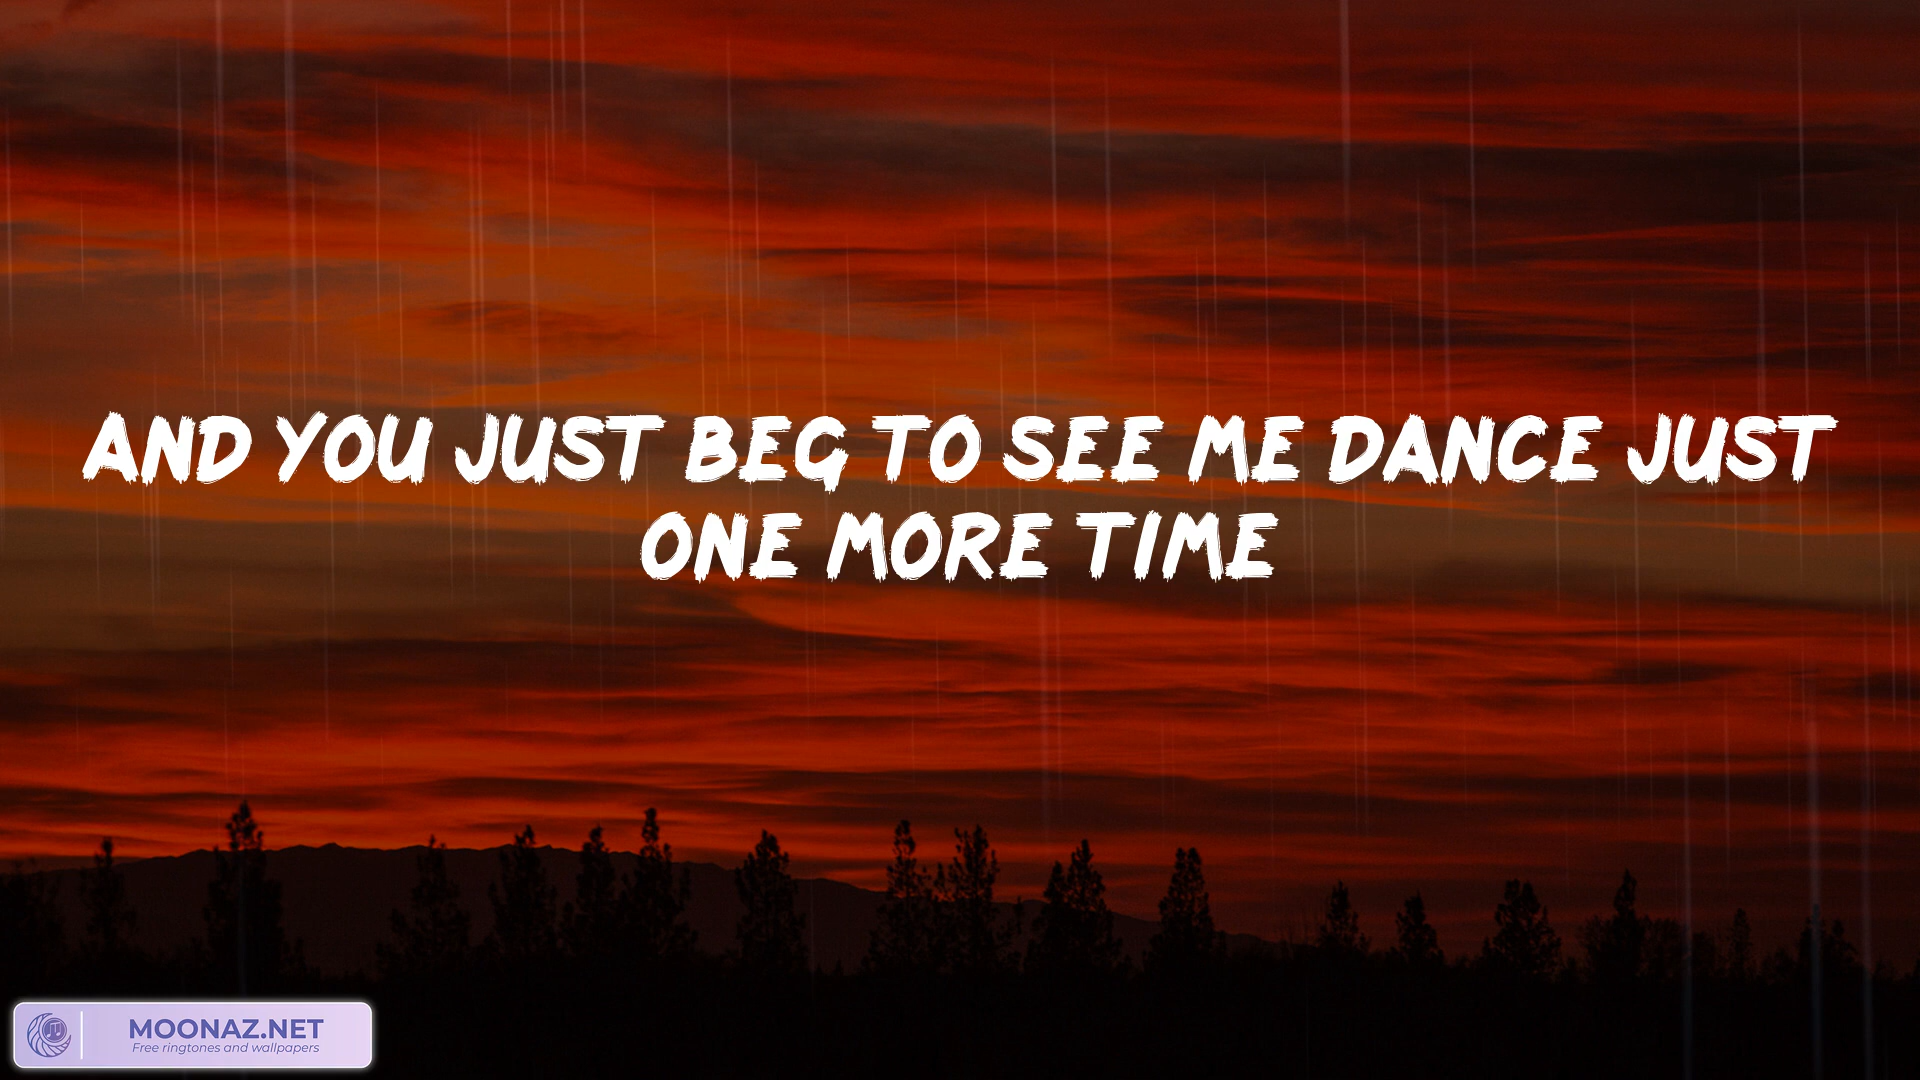 AND YOU JUST BEG TO SEE ME DANCE JUST
ONE MORE TIME
MOONAZ.NET
Free ringtones and wallpapers